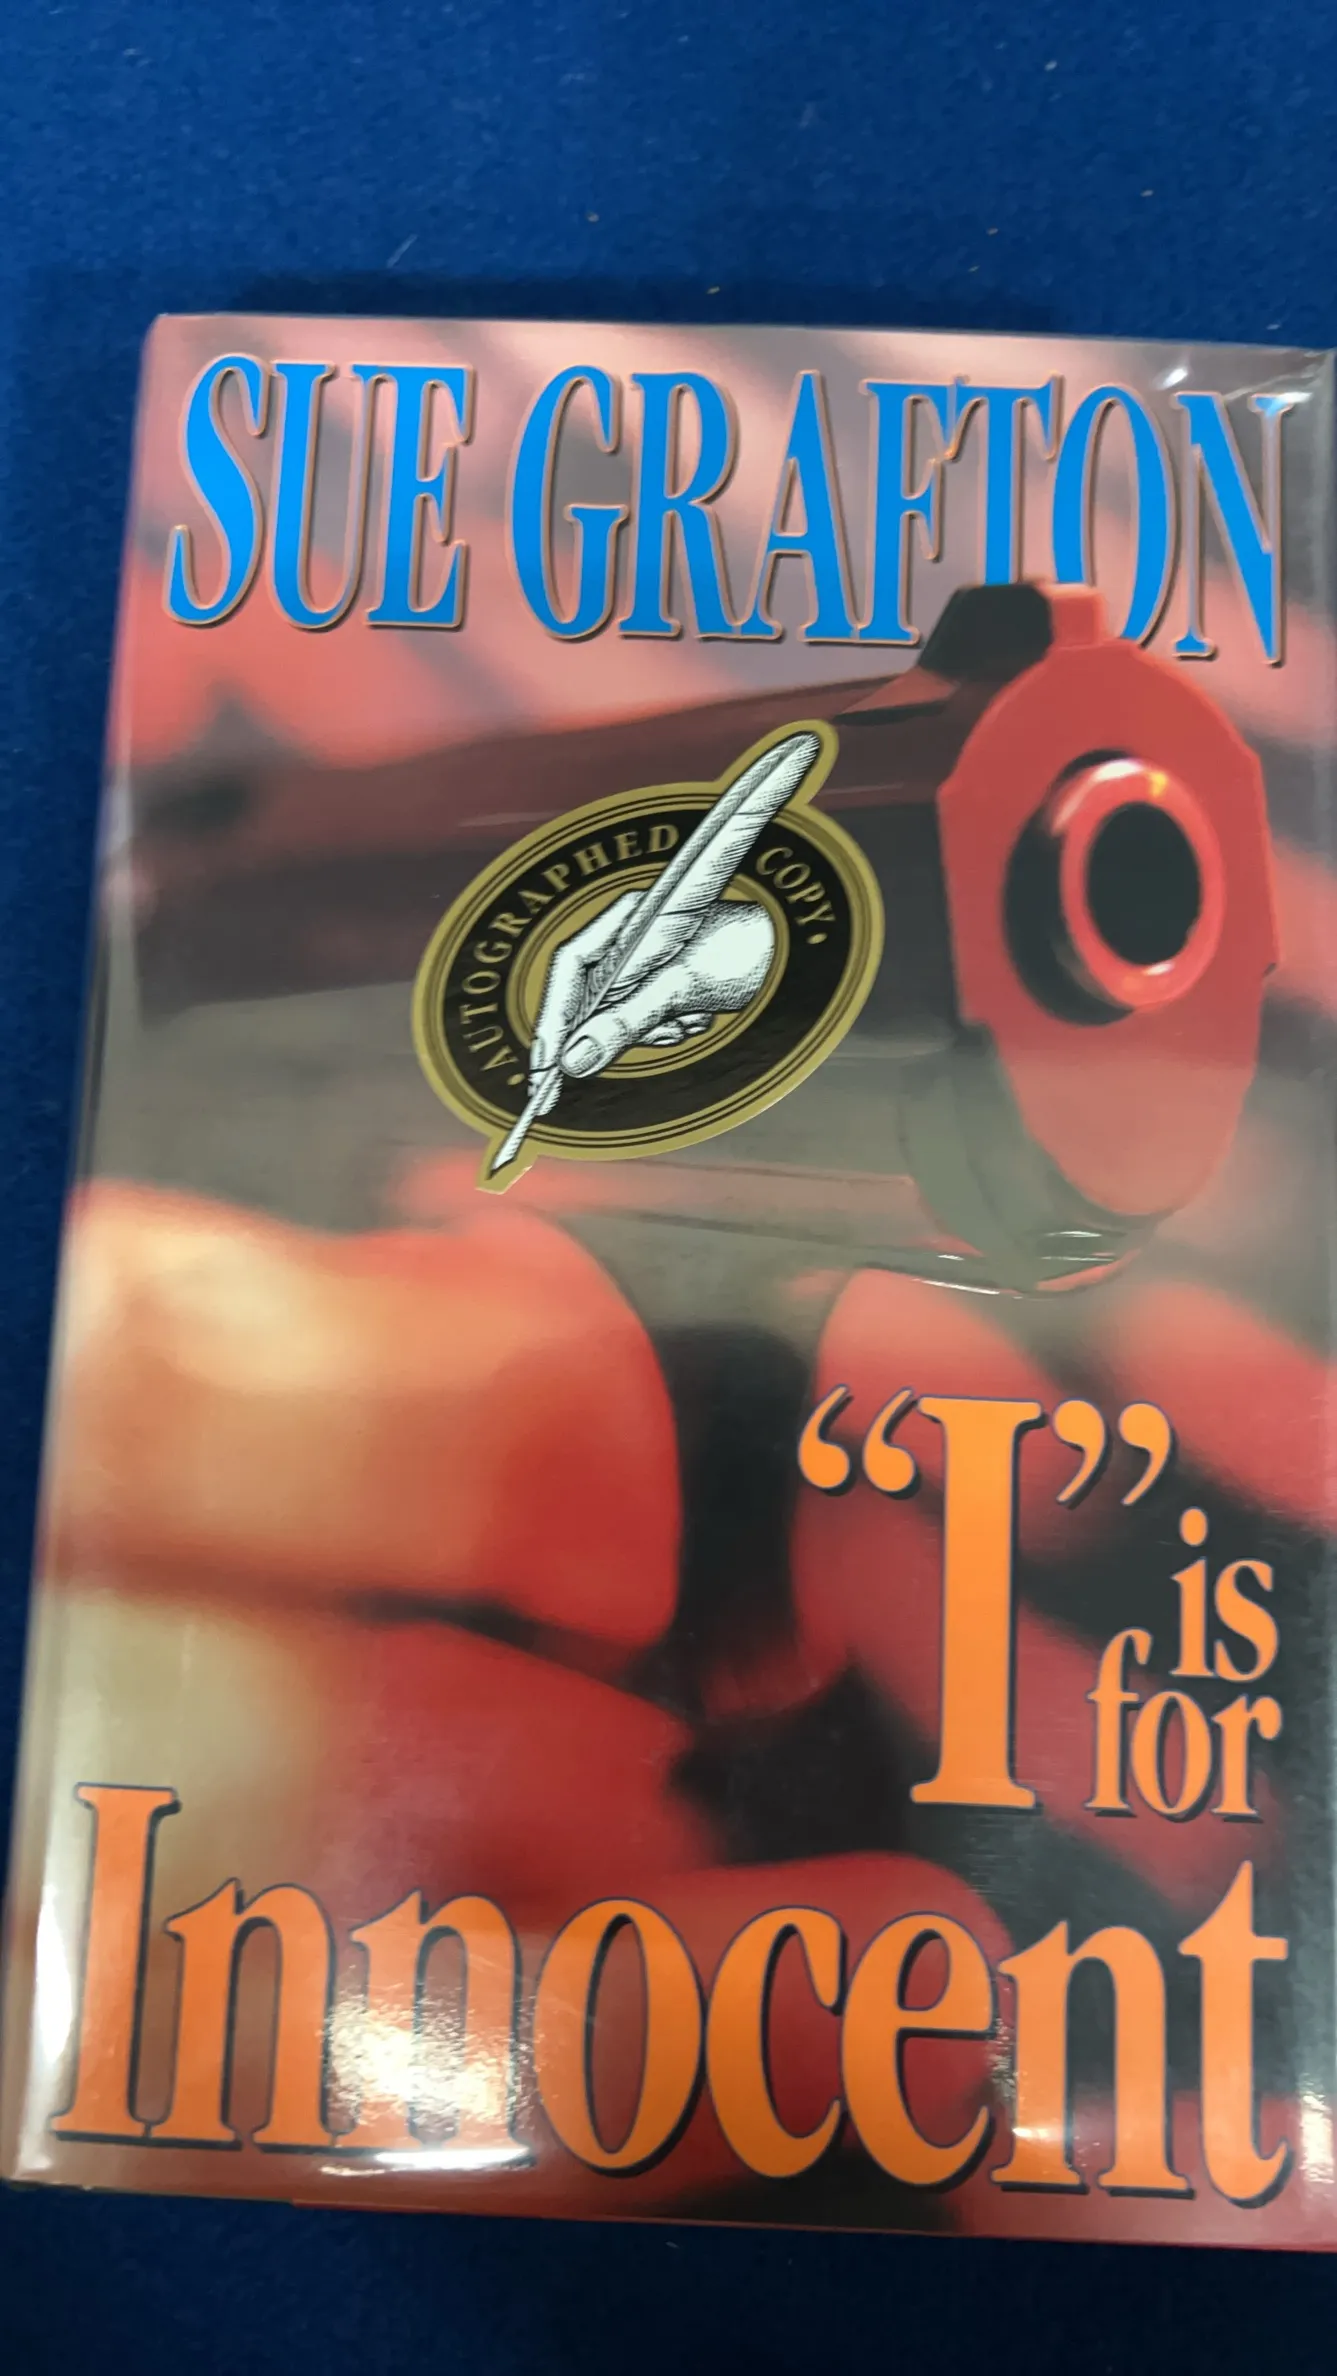 SUE GRAFTON
• AUTOGRAPHED COPY •
“I” is
for
Innocent